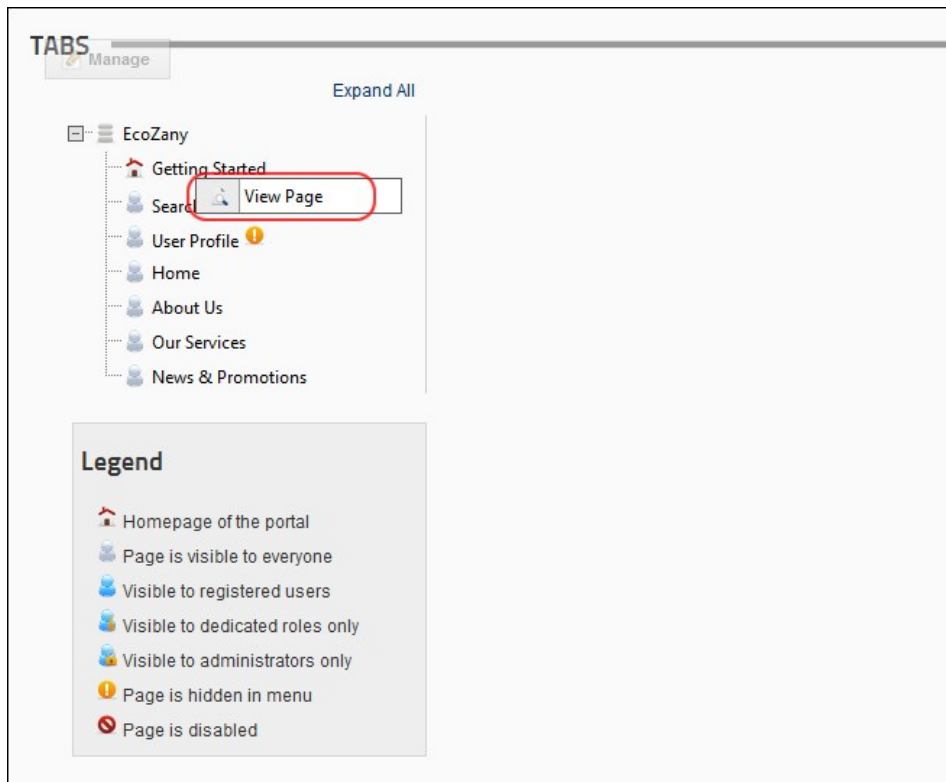 TABS
Manage
Expand All
EcoZany
Getting Started
View Page
User Profile
Home
About Us
Our Services
News & Promotions
Legend
Homepage of the portal
Page is visible to everyone
Visible to registered users
Visible to dedicated roles only
Visible to administrators only
Page is hidden in menu
Page is disabled